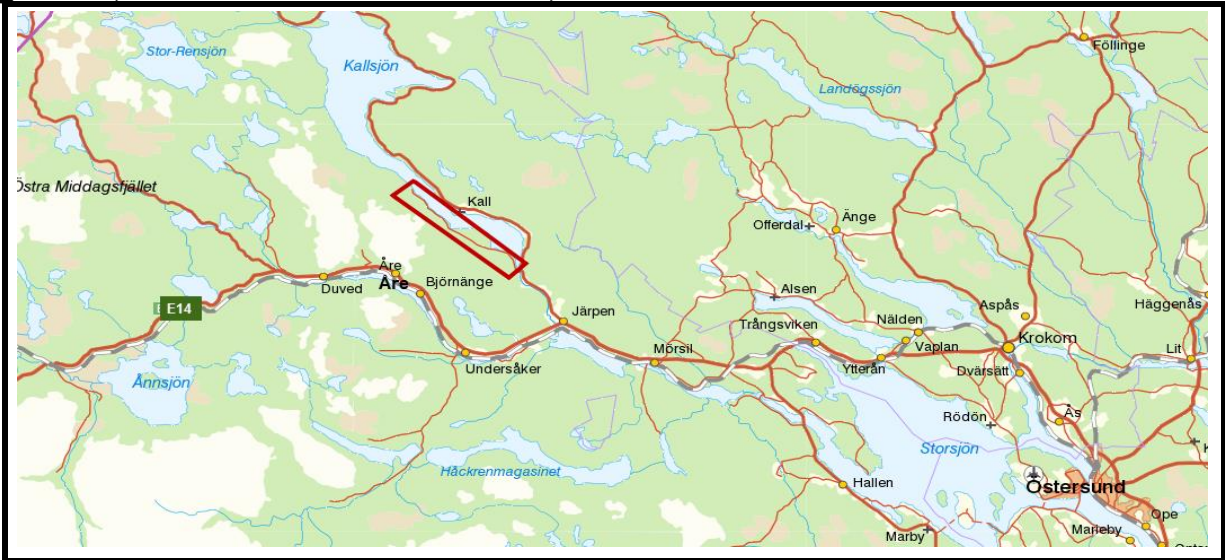 Stor-Rensjön
Kallsjön
Föllinge
Landögssjön
Östra Middagsfjället
Kall
Offerdal
Änge
Åre
Åre
Duved
Björnänge
Alsen
E14
Järpen
Aspås
Häggenås
Trångsviken
Nälden
Krokom
Vaplan
Mörsil
Lit
Undersåker
Ytterån
Dvärsätt
Ånnsjön
Rödön
Ås
Storsjön
Håckrenmagasinet
Hallen
Östersund
Ope
Marby
Marieby